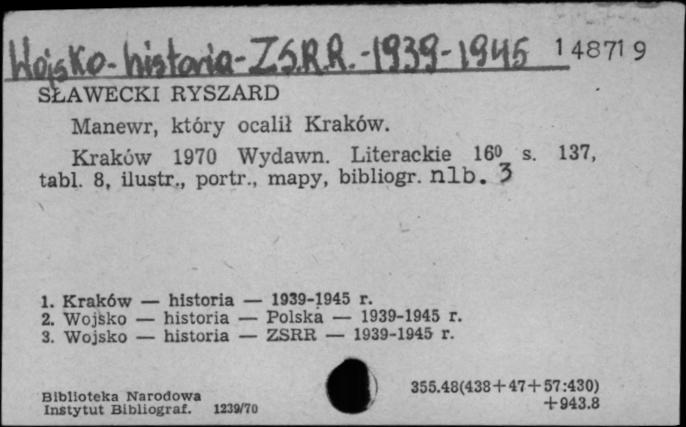 Wojsko-historia-Z.S.R.R.-1939-1945 148719
SŁAWECKI RYSZARD
Manewr, który ocalił Kraków.
Kraków 1970 Wydawn. Literackie 16⁰ s. 137,
tabl. 8, ilustr., portr., mapy, bibliogr. nlb. 3
1. Kraków — historia — 1939-1945 r.
2. Wojsko — historia — Polska — 1939-1945 r.
3. Wojsko — historia — ZSRR — 1939-1945 r.
Biblioteka Narodowa
Instytut Bibliograf. 1239/70
355.48(438+47+57:430)
+943.8